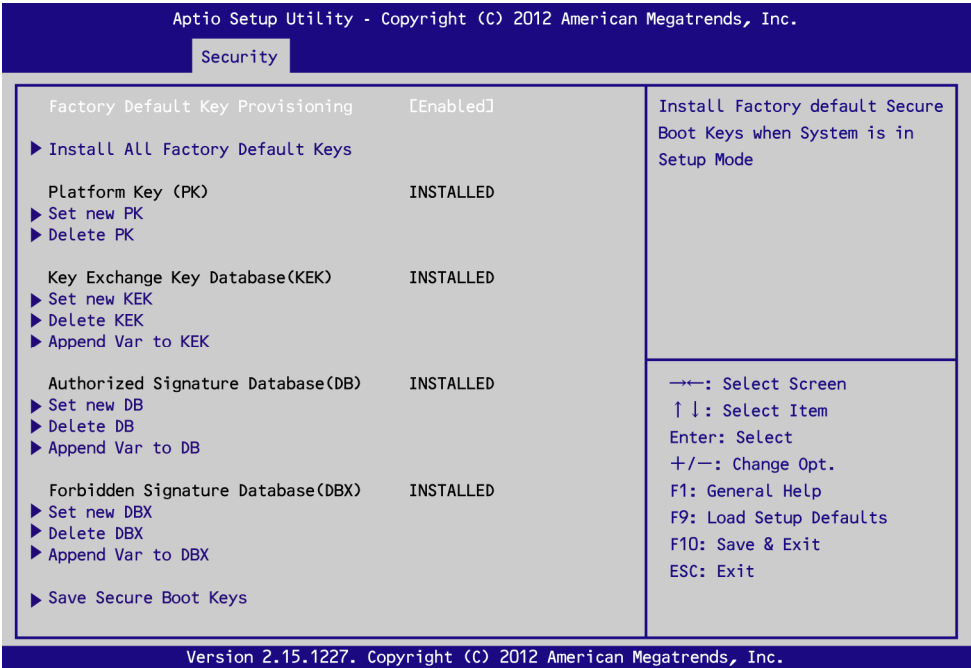 Aptio Setup Utility - Copyright (C) 2012 American Megatrends, Inc.
Security
Factory Default Key Provisioning [Enabled]
▶ Install All Factory Default Keys
Platform Key (PK) INSTALLED
▶ Set new PK
▶ Delete PK
Key Exchange Key Database(KEK) INSTALLED
▶ Set new KEK
▶ Delete KEK
▶ Append Var to KEK
Authorized Signature Database(DB) INSTALLED
▶ Set new DB
▶ Delete DB
▶ Append Var to DB
Forbidden Signature Database(DBX) INSTALLED
▶ Set new DBX
▶ Delete DBX
▶ Append Var to DBX
▶ Save Secure Boot Keys
Install Factory default Secure
Boot Keys when System is in
Setup Mode
→←: Select Screen
↑↓: Select Item
Enter: Select
+/−: Change Opt.
F1: General Help
F9: Load Setup Defaults
F10: Save & Exit
ESC: Exit
Version 2.15.1227. Copyright (C) 2012 American Megatrends, Inc.